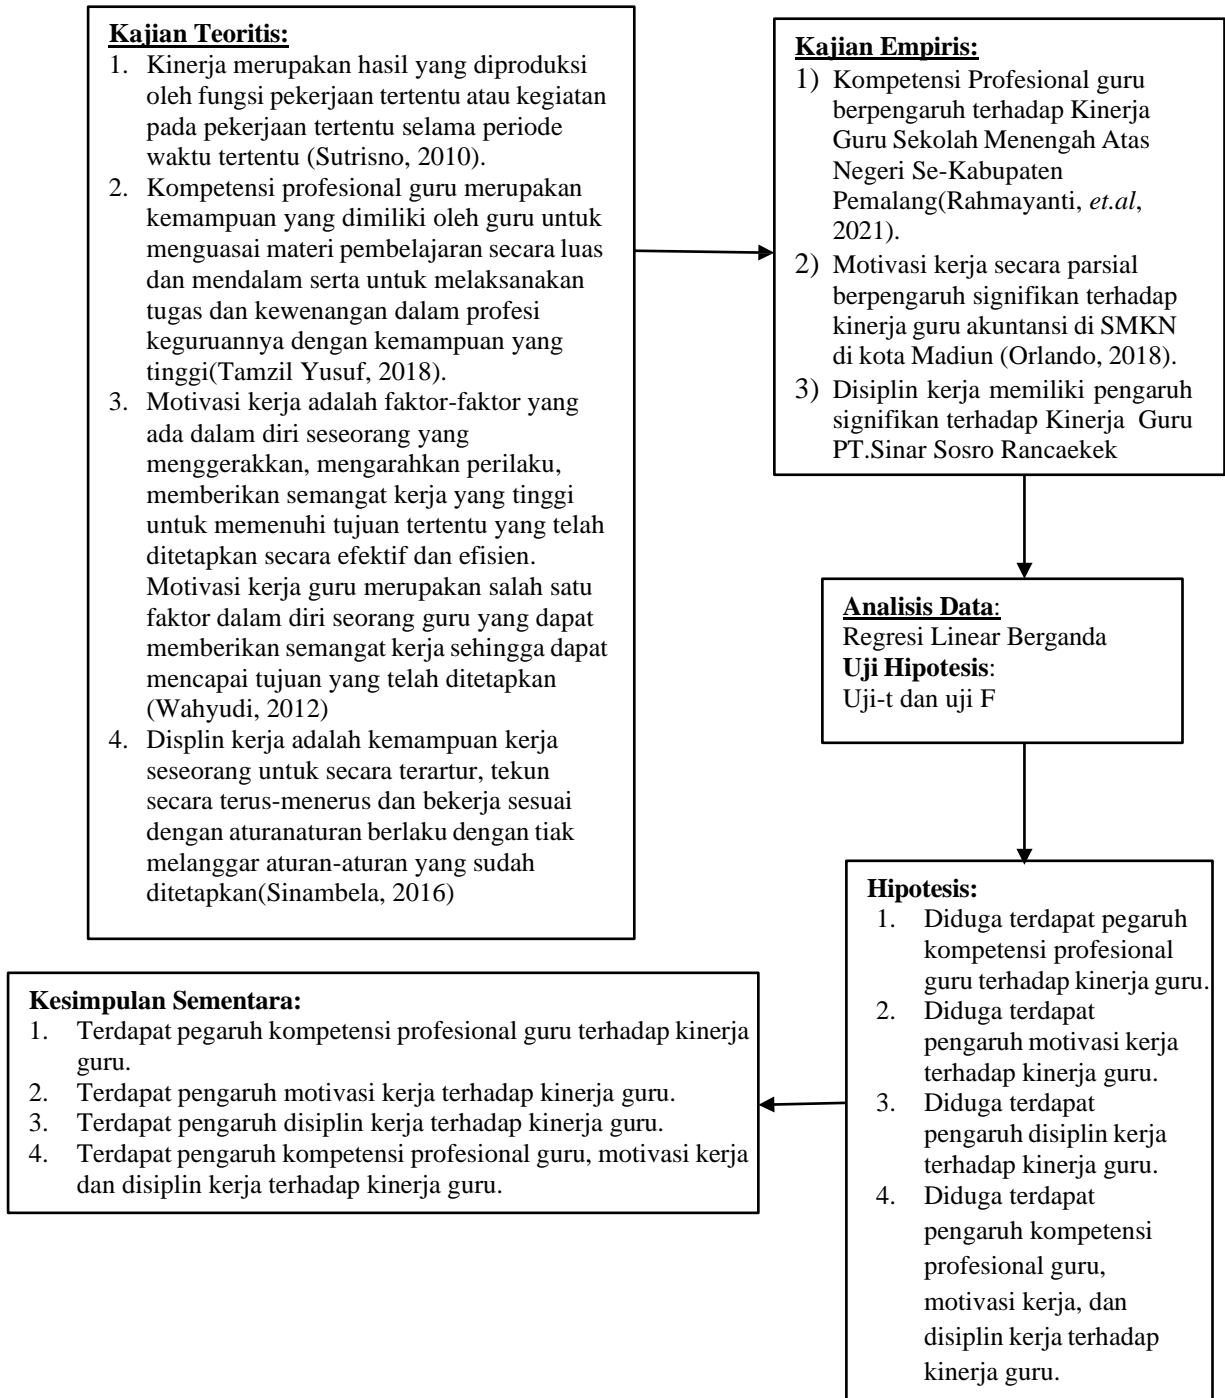 Kajian Teoritis:
1. Kinerja merupakan hasil yang diproduksi
oleh fungsi pekerjaan tertentu atau kegiatan
pada pekerjaan tertentu selama periode
waktu tertentu (Sutrisno, 2010).
2. Kompetensi profesional guru merupakan
kemampuan yang dimiliki oleh guru untuk
menguasai materi pembelajaran secara luas
dan mendalam serta untuk melaksanakan
tugas dan kewenangan dalam profesi
keguruannya dengan kemampuan yang
tinggi(Tamzil Yusuf, 2018).
3. Motivasi kerja adalah faktor-faktor yang
ada dalam diri seseorang yang
menggerakkan, mengarahkan perilaku,
memberikan semangat kerja yang tinggi
untuk memenuhi tujuan tertentu yang telah
ditetapkan secara efektif dan efisien.
Motivasi kerja guru merupakan salah satu
faktor dalam diri seorang guru yang dapat
memberikan semangat kerja sehingga dapat
mencapai tujuan yang telah ditetapkan
(Wahyudi, 2012)
4. Displin kerja adalah kemampuan kerja
seseorang untuk secara terartur, tekun
secara terus-menerus dan bekerja sesuai
dengan aturanaturan berlaku dengan tiak
melanggar aturan-aturan yang sudah
ditetapkan(Sinambela, 2016)
Kajian Empiris:
1) Kompetensi Profesional guru
berpengaruh terhadap Kinerja
Guru Sekolah Menengah Atas
Negeri Se-Kabupaten
Pemalang(Rahmayanti, et.al,
2021).
2) Motivasi kerja secara parsial
berpengaruh signifikan terhadap
kinerja guru akuntansi di SMKN
di kota Madiun (Orlando, 2018).
3) Disiplin kerja memiliki pengaruh
signifikan terhadap Kinerja Guru
PT.Sinar Sosro Rancaekek
Analisis Data:
Regresi Linear Berganda
Uji Hipotesis:
Uji-t dan uji F
Hipotesis:
1. Diduga terdapat pegaruh
kompetensi profesional
guru terhadap kinerja guru.
2. Diduga terdapat
pengaruh motivasi kerja
terhadap kinerja guru.
3. Diduga terdapat
pengaruh disiplin kerja
terhadap kinerja guru.
4. Diduga terdapat
pengaruh kompetensi
profesional guru,
motivasi kerja, dan
disiplin kerja terhadap
kinerja guru.
Kesimpulan Sementara:
1. Terdapat pegaruh kompetensi profesional guru terhadap kinerja
guru.
2. Terdapat pengaruh motivasi kerja terhadap kinerja guru.
3. Terdapat pengaruh disiplin kerja terhadap kinerja guru.
4. Terdapat pengaruh kompetensi profesional guru, motivasi kerja
dan disiplin kerja terhadap kinerja guru.